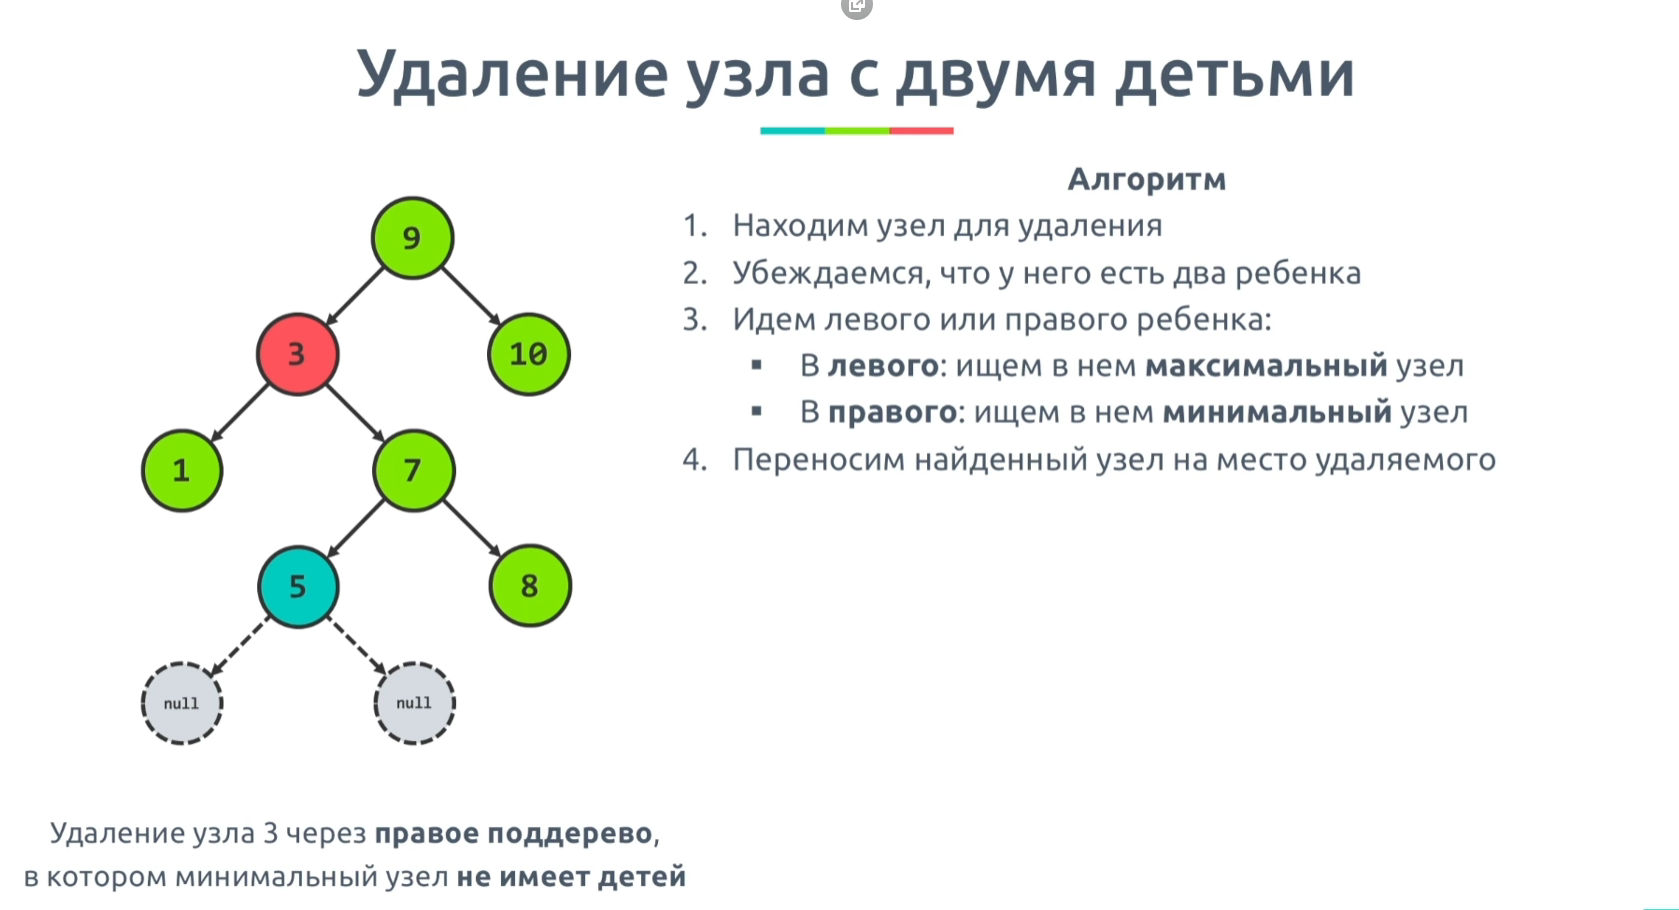 Удаление узла с двумя детьми
Алгоритм
1. Находим узел для удаления
2. Убеждаемся, что у него есть два ребенка
3. Идем левого или правого ребенка:
▪ В левого: ищем в нем максимальный узел
▪ В правого: ищем в нем минимальный узел
4. Переносим найденный узел на место удаляемого
9
3
10
1
7
5
8
null
null
Удаление узла 3 через правое поддерево,
в котором минимальный узел не имеет детей